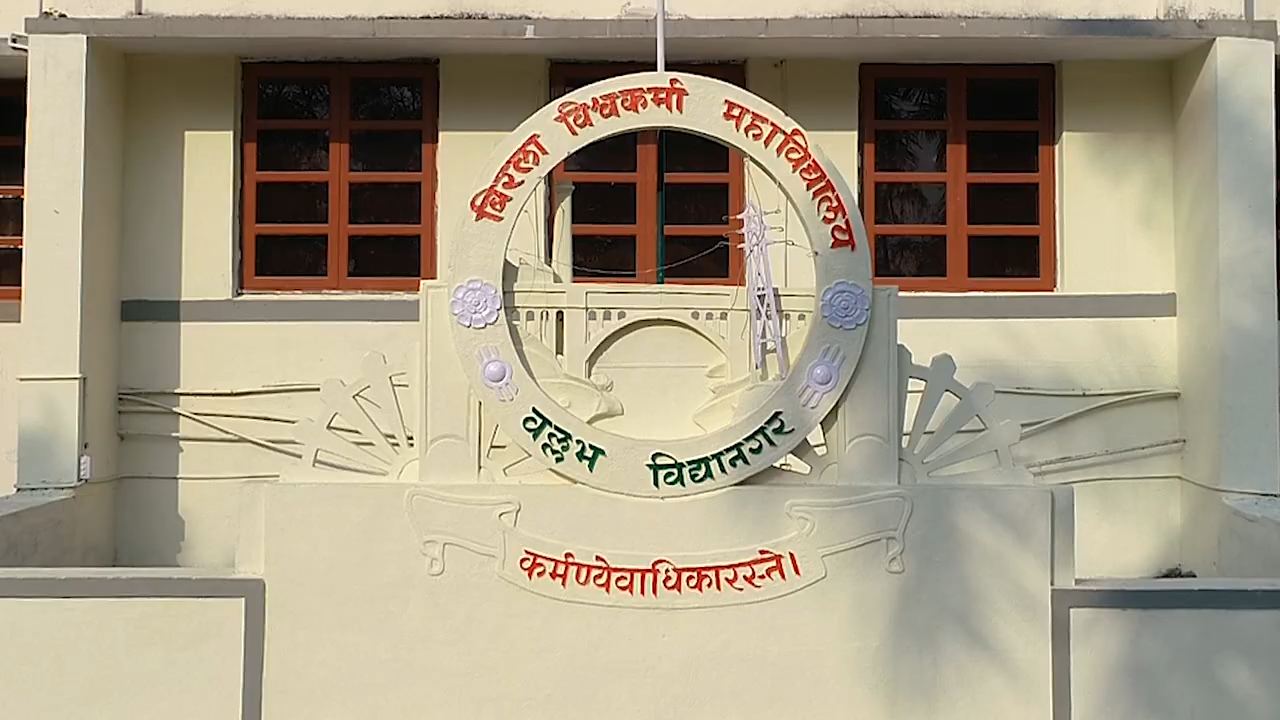 बिरला विश्वकर्मा महाविद्यालय
वल्लभ विद्यानगर
कर्मण्येवाधिकारस्ते।